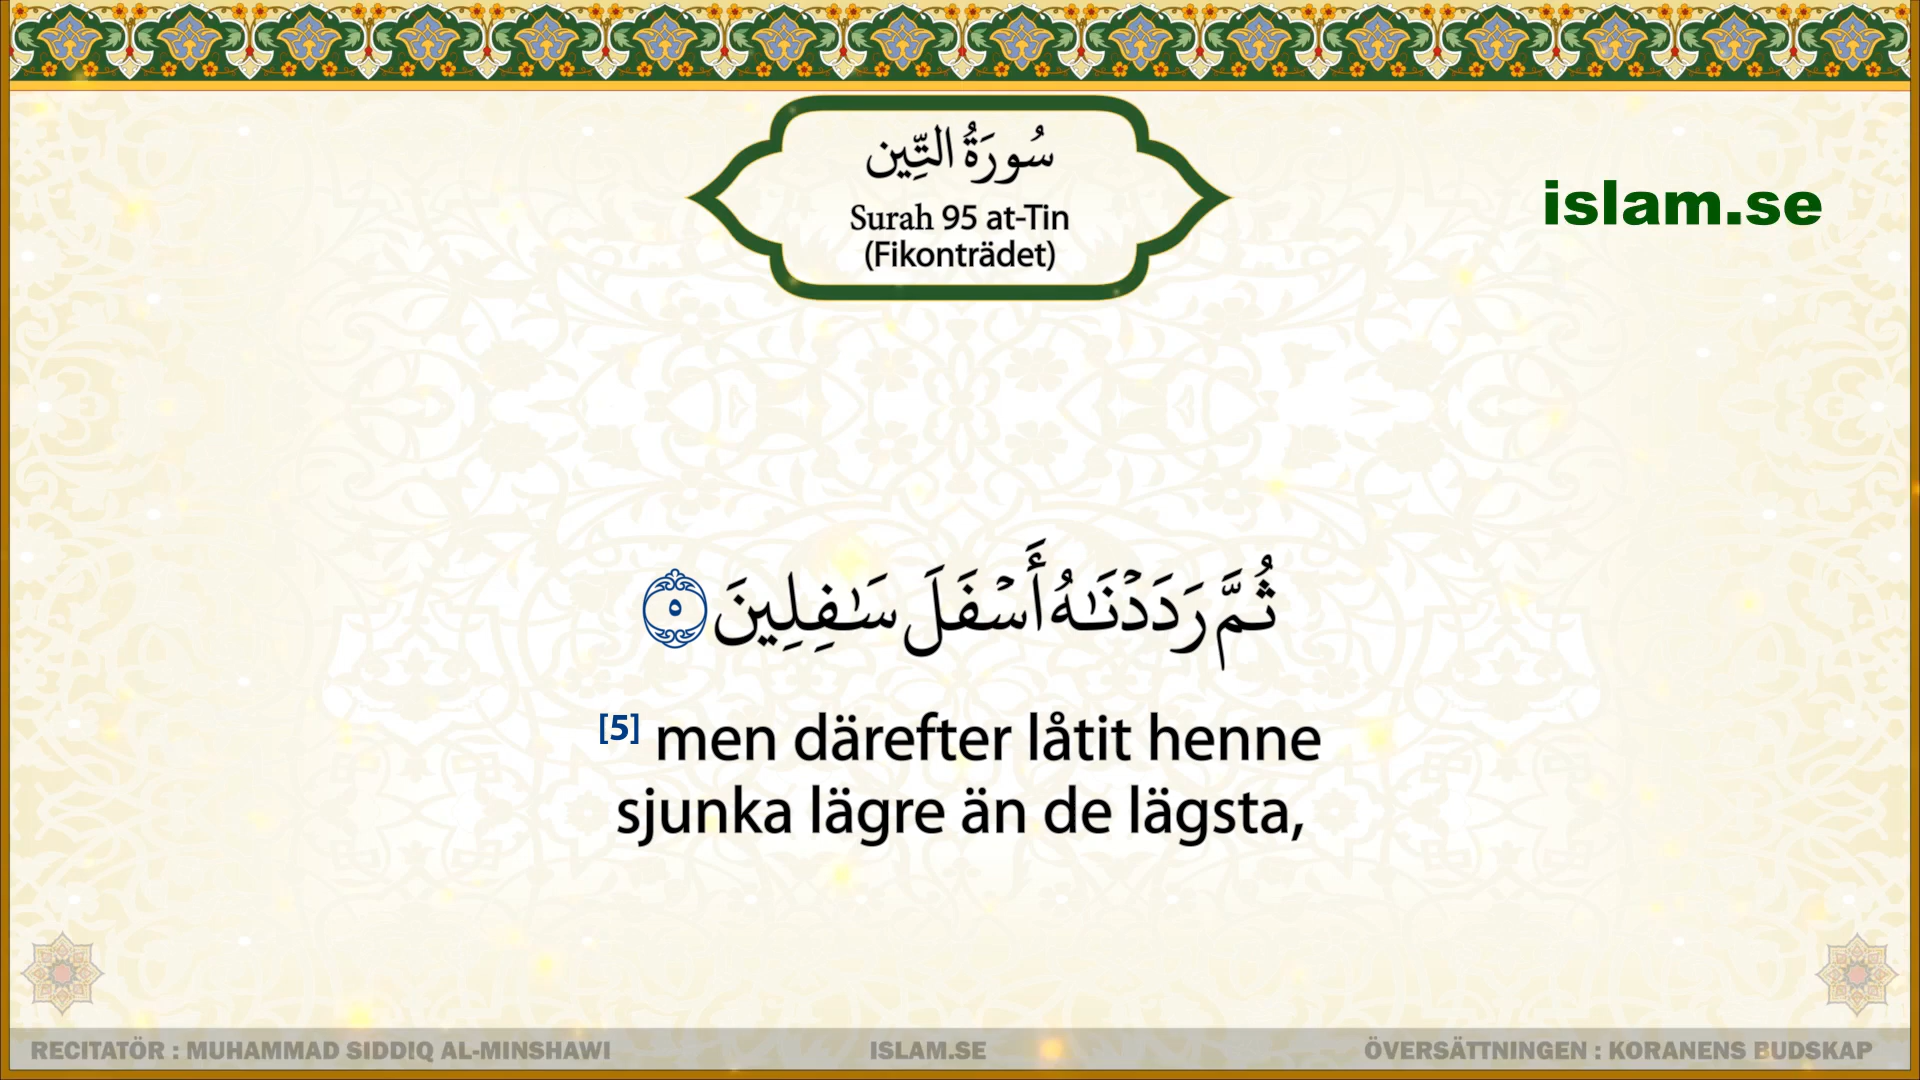 سُورَةُ التِّين
Surah 95 at-Tin
(Fikonträdet)
islam.se
ثُمَّ رَدَدْنَٰهُ أَسْفَلَ سَٰفِلِينَ ٥
[5] men därefter låtit henne
sjunka lägre än de lägsta,
RECITATÖR : MUHAMMAD SIDDIQ AL-MINSHAWI
ISLAM.SE
ÖVERSÄTTNINGEN : KORANENS BUDSKAP